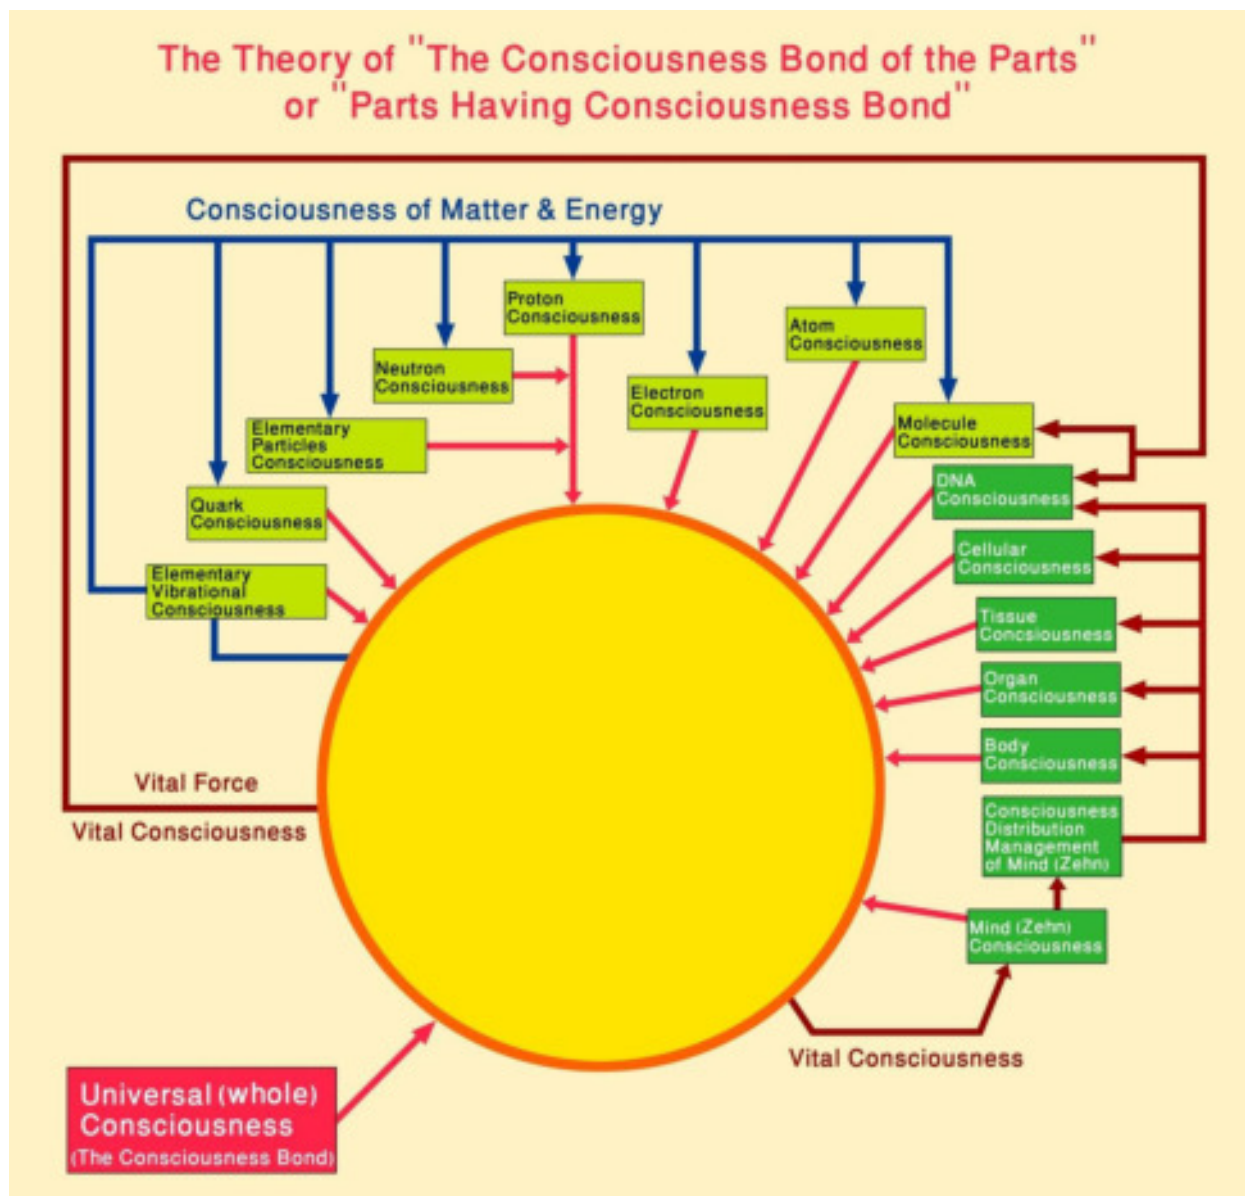 The Theory of "The Consciousness Bond of the Parts"
or "Parts Having Consciousness Bond"
Consciousness of Matter & Energy
Proton
Consciousness
Atom
Consciousness
Neutron
Consciousness
Electron
Consciousness
Molecule
Consciousness
Elementary
Particles
Consciousness
DNA
Consciousness
Quark
Consciousness
Cellular
Consciousness
Elementary
Vibrational
Consciousness
Tissue
Concsiousness
Organ
Consciousness
Body
Consciousness
Vital Force
Vital Consciousness
Consciousness
Distribution
Management
of Mind (Zehn)
Mind (Zehn)
Consciousness
Vital Consciousness
Universal (whole)
Consciousness
(The Consciousness Bond)